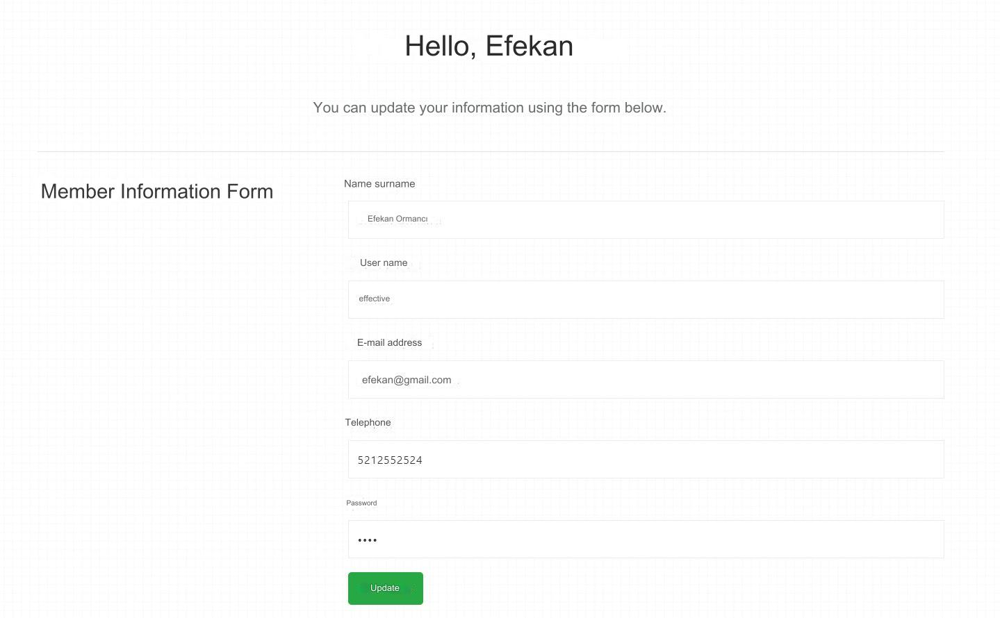 Hello, Efekan
You can update your information using the form below.
Member Information Form
Name surname
Efekan Ormancı
User name
effective
E-mail address
efekan@gmail.com
Telephone
5212552524
Password
••••
Update